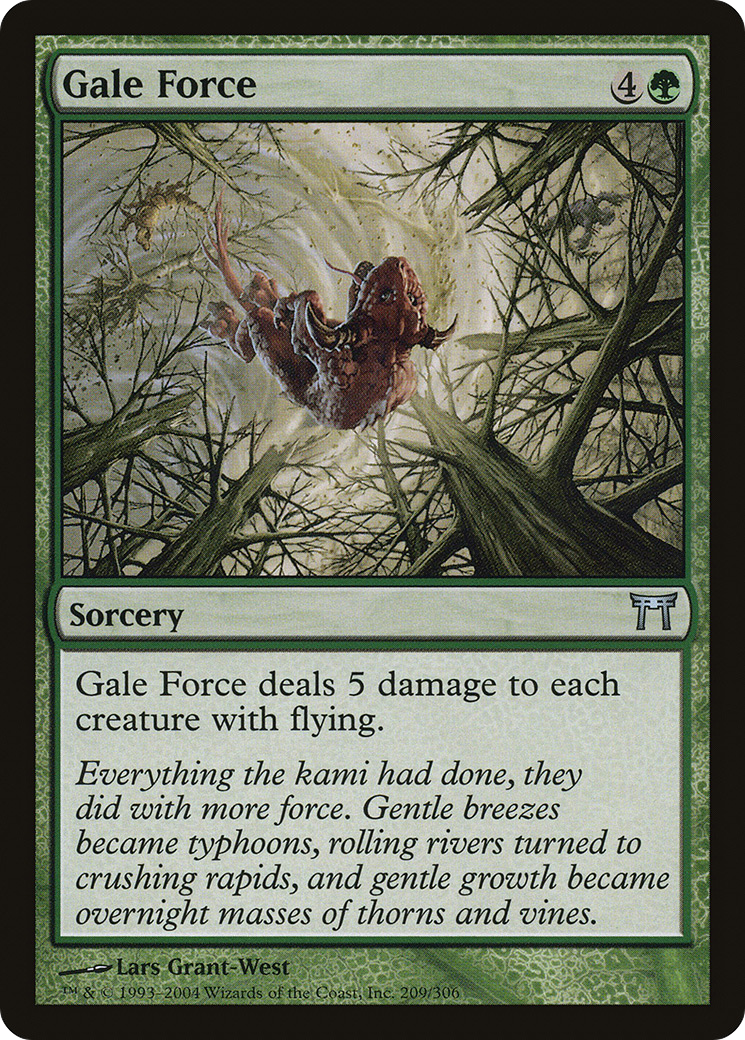 Gale Force 4
Sorcery
Gale Force deals 5 damage to each
creature with flying.
Everything the kami had done, they
did with more force. Gentle breezes
became typhoons, rolling rivers turned to
crushing rapids, and gentle growth became
overnight masses of thorns and vines.
Lars Grant-West
™ & © 1993–2004 Wizards of the Coast, Inc. 209/306